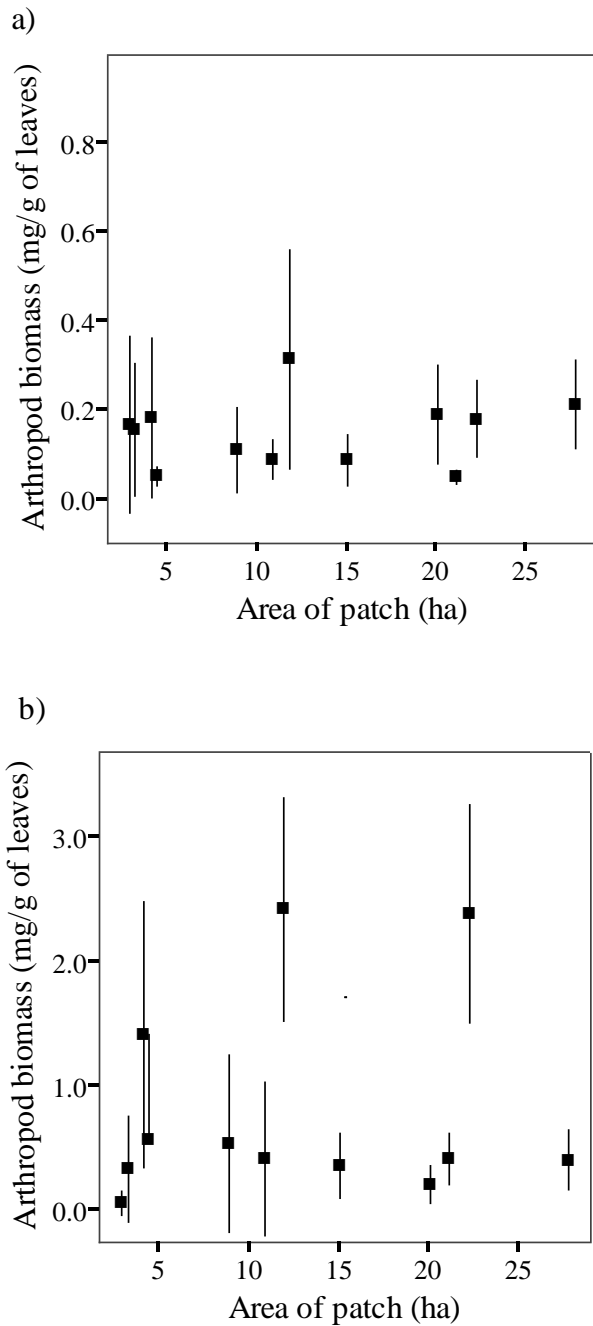 a)
Arthropod biomass (mg/g of leaves)
0.8
0.6
0.4
0.2
0.0
5 10 15 20 25
Area of patch (ha)
b)
Arthropod biomass (mg/g of leaves)
3.0
2.0
1.0
0.0
5 10 15 20 25
Area of patch (ha)